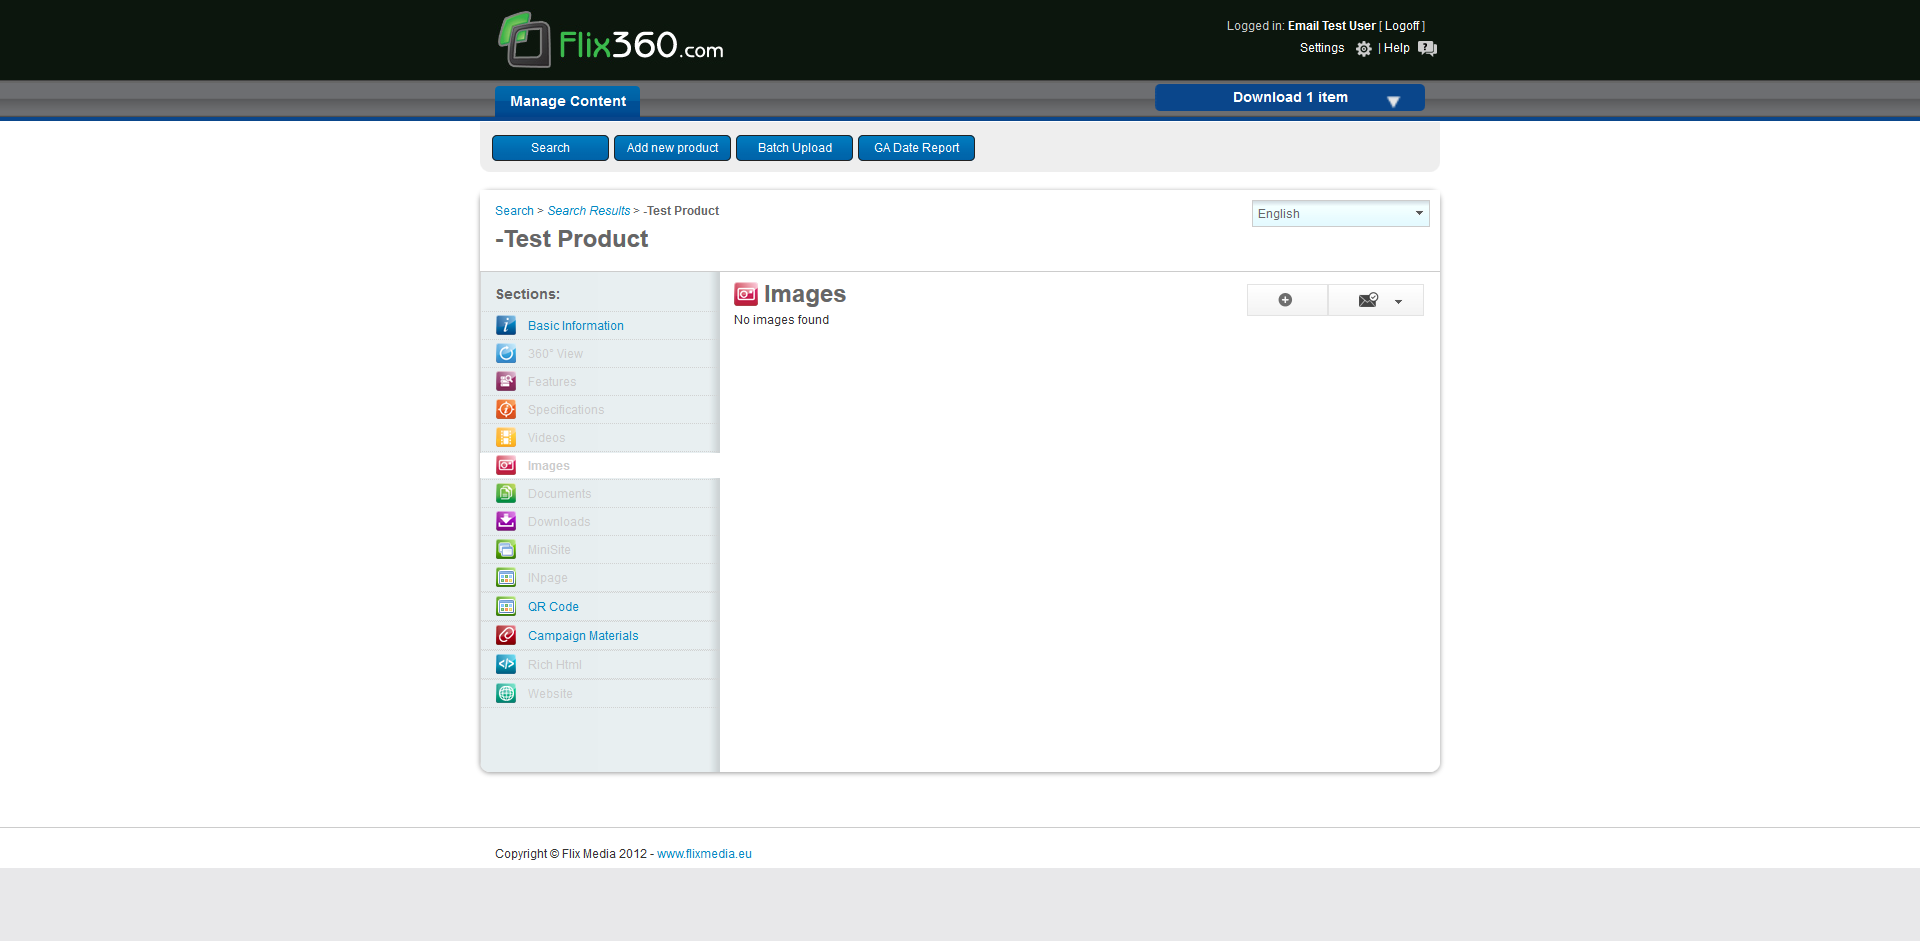 Flix360.com
Logged in: Email Test User [ Logoff ]
Settings | Help
Manage Content
Download 1 item
Search
Add new product
Batch Upload
GA Date Report
Search > Search Results > -Test Product
English
-Test Product
Sections:
Basic Information
360° View
Features
Specifications
Videos
Images
Documents
Downloads
MiniSite
INpage
QR Code
Campaign Materials
Rich Html
Website
Images
No images found
Copyright © Flix Media 2012 - www.flixmedia.eu